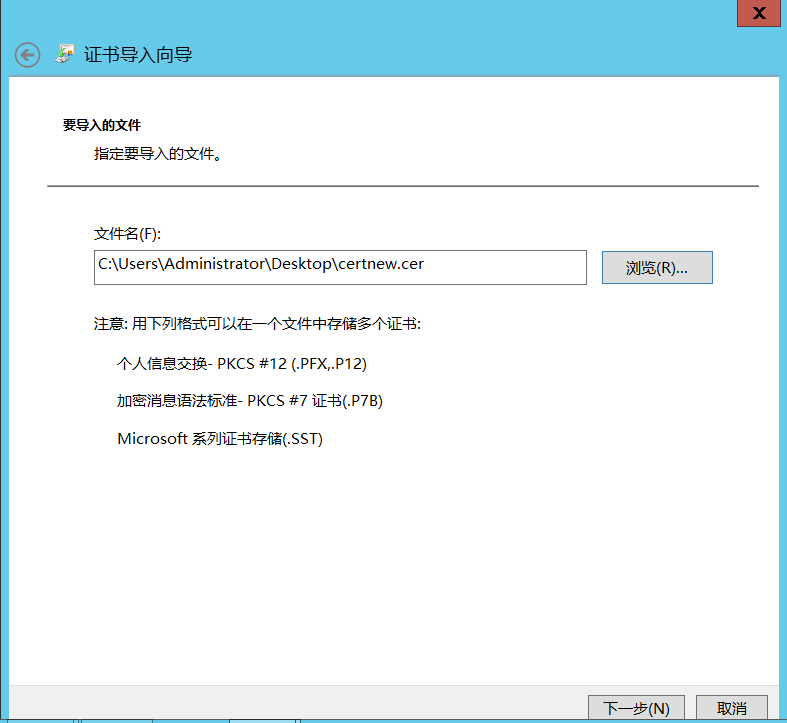 X
证书导入向导
要导入的文件
指定要导入的文件。
文件名(F):
C:\Users\Administrator\Desktop\certnew.cer
浏览(R)...
注意: 用下列格式可以在一个文件中存储多个证书:
个人信息交换- PKCS #12 (.PFX,.P12)
加密消息语法标准- PKCS #7 证书(.P7B)
Microsoft 系列证书存储(.SST)
下一步(N)
取消